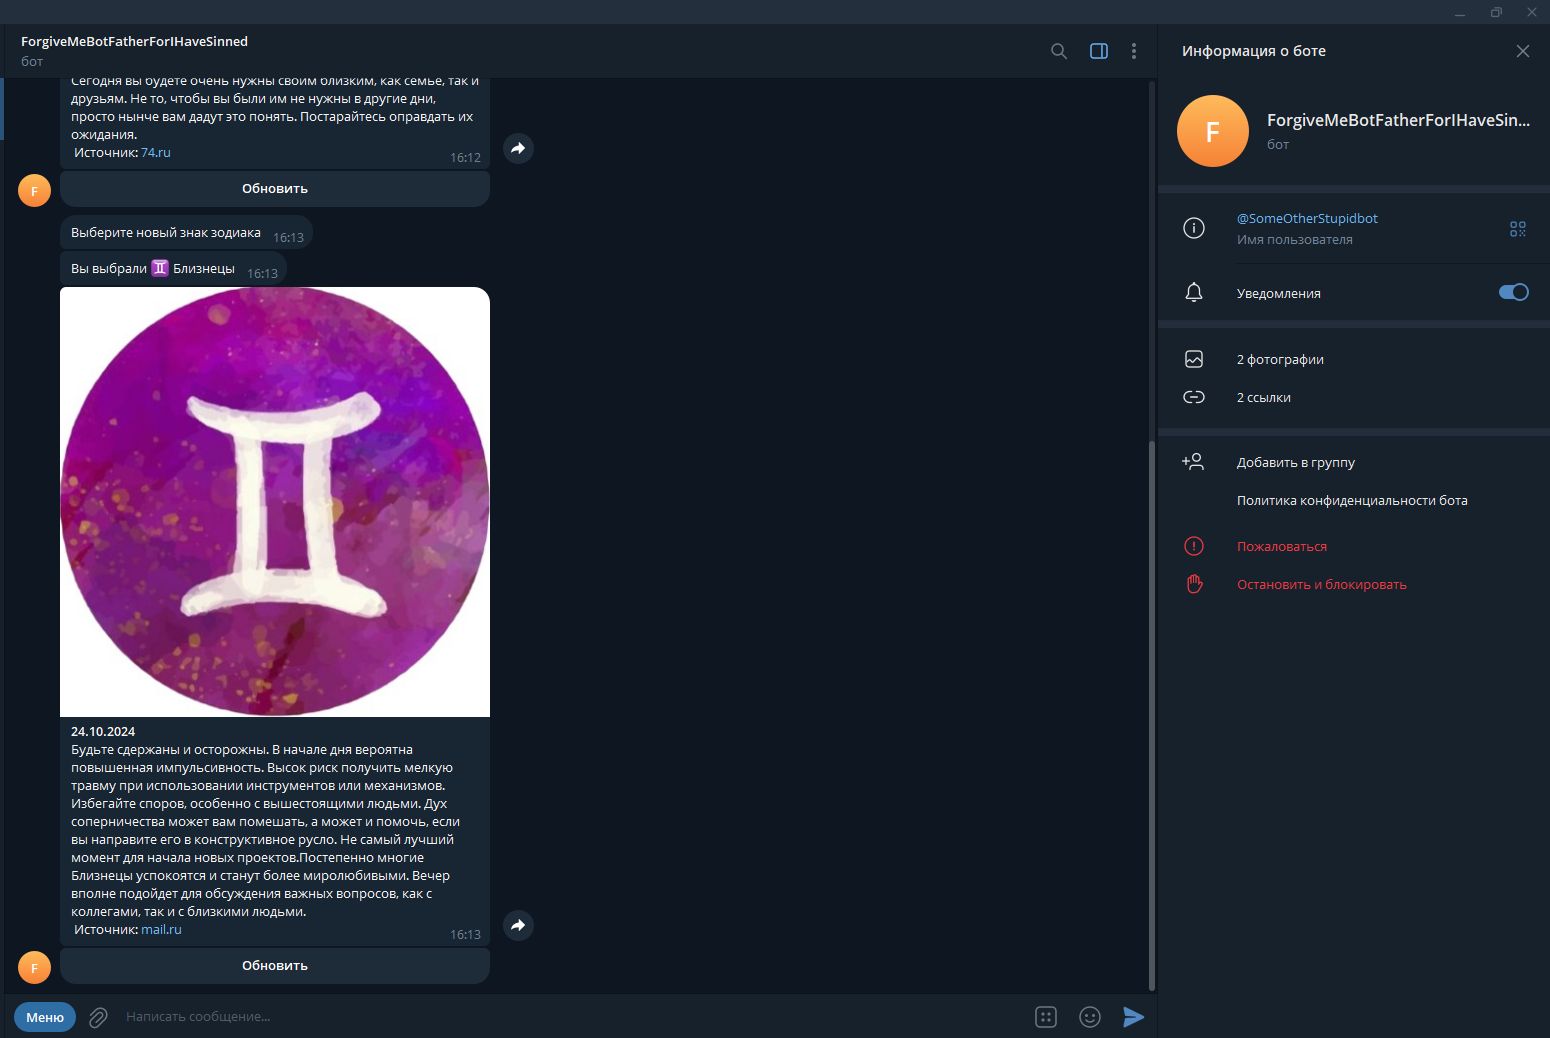 ForgiveMeBotFatherForIHaveSinned
бот
Сегодня вы будете очень нужны своим близким, как семье, так и
друзьям. Не то, чтобы вы были им не нужны в другие дни,
просто нынче вам дадут это понять. Постарайтесь оправдать их
ожидания.
Источник: 74.ru
16:12
F
Обновить
Выберите новый знак зодиака
16:13
Вы выбрали ♊ Близнецы
16:13
24.10.2024
Будьте сдержаны и осторожны. В начале дня вероятна
повышенная импульсивность. Высок риск получить мелкую
травму при использовании инструментов или механизмов.
Избегайте споров, особенно с вышестоящими людьми. Дух
соперничества может вам помешать, а может и помочь, если
вы направите его в конструктивное русло. Не самый лучший
момент для начала новых проектов.Постепенно многие
Близнецы успокоятся и станут более миролюбивыми. Вечер
вполне подойдет для обсуждения важных вопросов, как с
коллегами, так и с близкими людьми.
Источник: mail.ru
16:13
F
Обновить
Меню
Написать сообщение...
Информация о боте
F
ForgiveMeBotFatherForIHaveSin...
бот
@SomeOtherStupidbot
Имя пользователя
Уведомления
2 фотографии
2 ссылки
Добавить в группу
Политика конфиденциальности бота
Пожаловаться
Остановить и блокировать